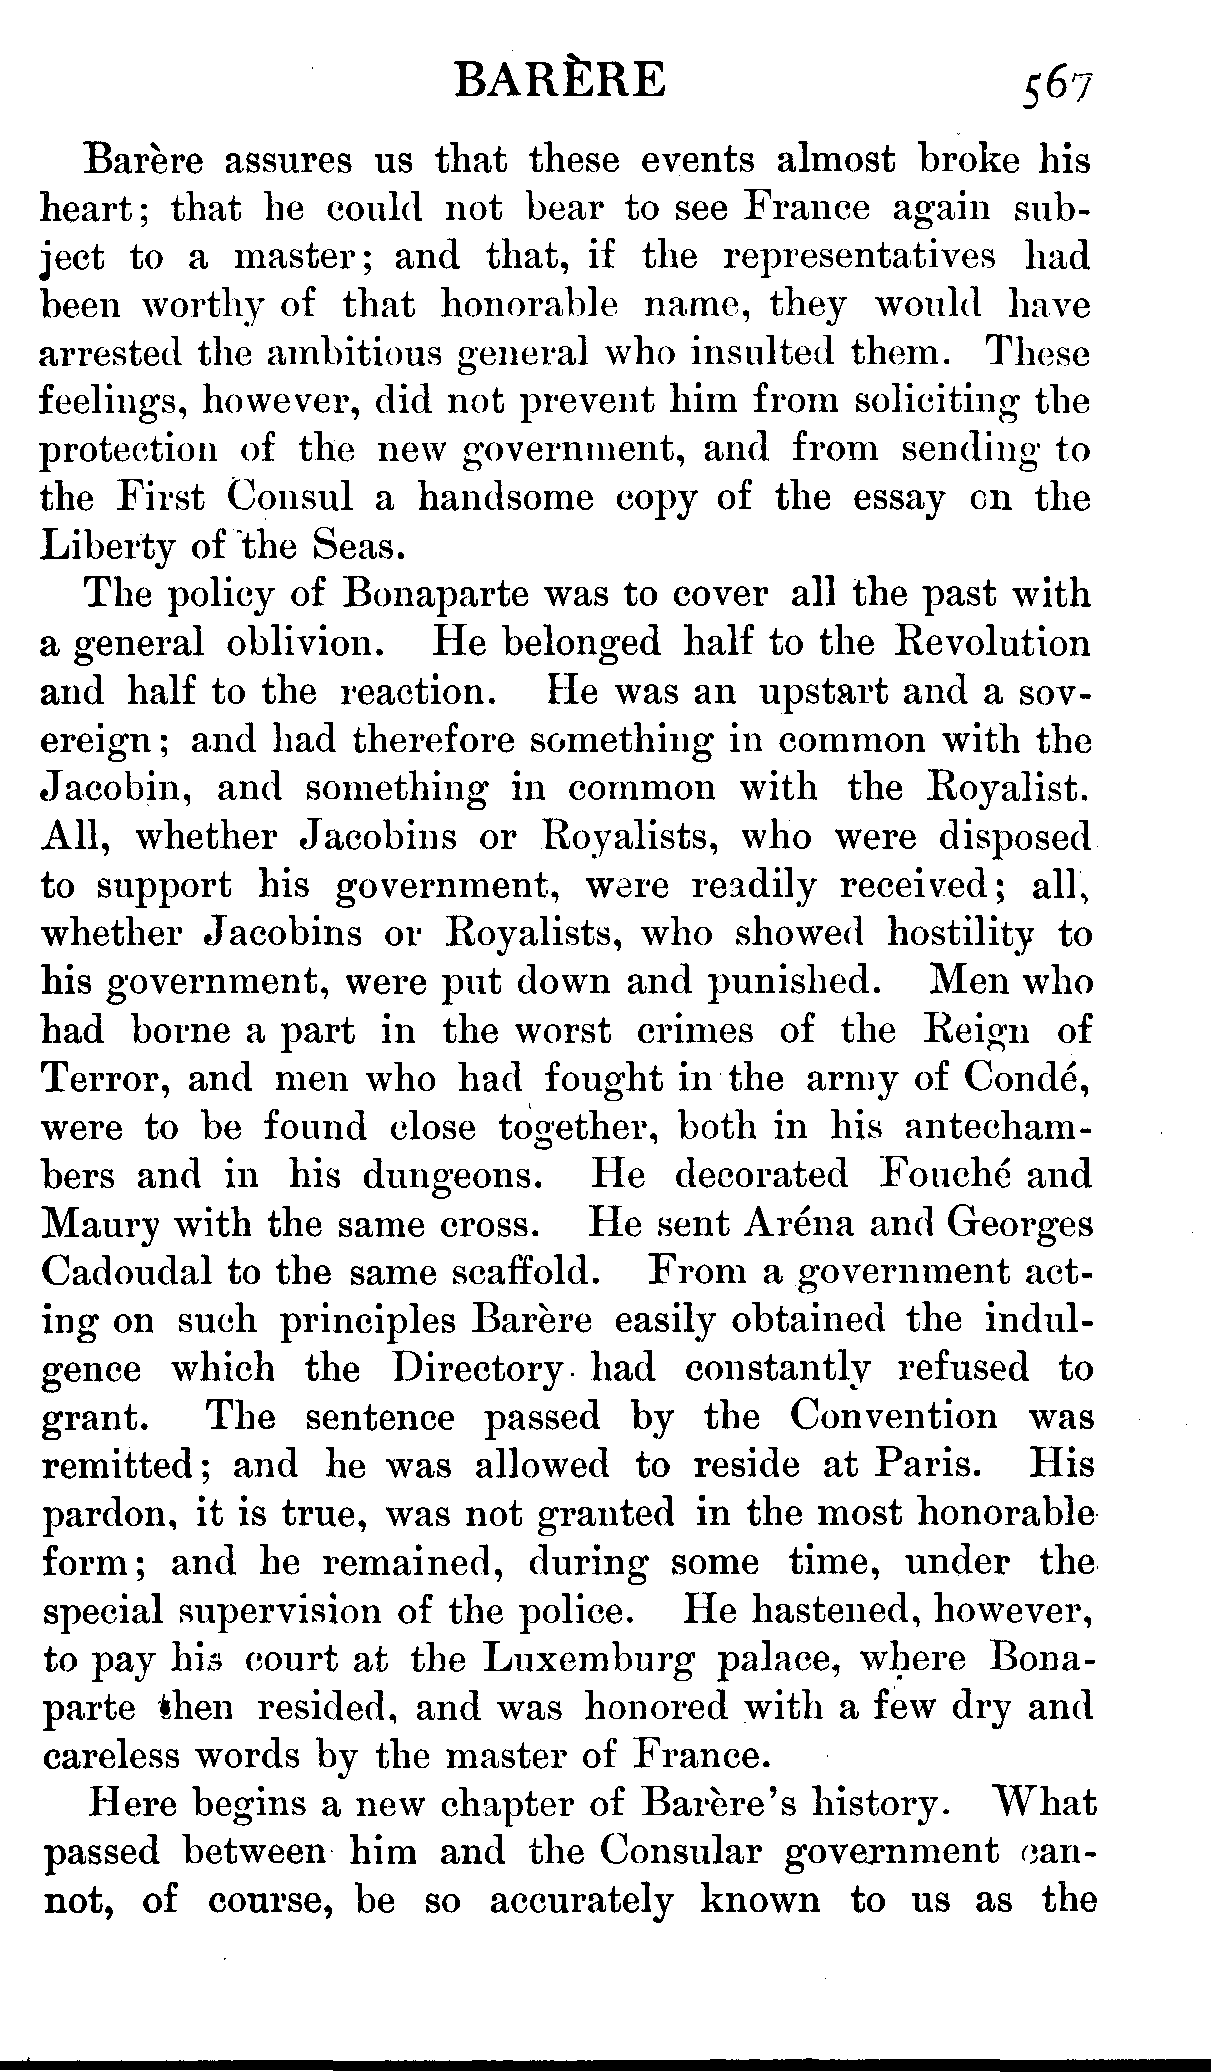 BARÈRE 567
Barère assures us that these events almost broke his
heart; that he could not bear to see France again sub-
ject to a master; and that, if the representatives had
been worthy of that honorable name, they would have
arrested the ambitious general who insulted them. These
feelings, however, did not prevent him from soliciting the
protection of the new government, and from sending to
the First Consul a handsome copy of the essay on the
Liberty of the Seas.
The policy of Bonaparte was to cover all the past with
a general oblivion. He belonged half to the Revolution
and half to the reaction. He was an upstart and a sov-
ereign; and had therefore something in common with the
Jacobin, and something in common with the Royalist.
All, whether Jacobins or Royalists, who were disposed
to support his government, were readily received; all,
whether Jacobins or Royalists, who showed hostility to
his government, were put down and punished. Men who
had borne a part in the worst crimes of the Reign of
Terror, and men who had fought in the army of Condé,
were to be found close together, both in his antecham-
bers and in his dungeons. He decorated Fouché and
Maury with the same cross. He sent Aréna and Georges
Cadoudal to the same scaffold. From a government act-
ing on such principles Barère easily obtained the indul-
gence which the Directory had constantly refused to
grant. The sentence passed by the Convention was
remitted; and he was allowed to reside at Paris. His
pardon, it is true, was not granted in the most honorable
form; and he remained, during some time, under the
special supervision of the police. He hastened, however,
to pay his court at the Luxemburg palace, where Bona-
parte then resided, and was honored with a few dry and
careless words by the master of France.
Here begins a new chapter of Barère's history. What
passed between him and the Consular government can-
not, of course, be so accurately known to us as the